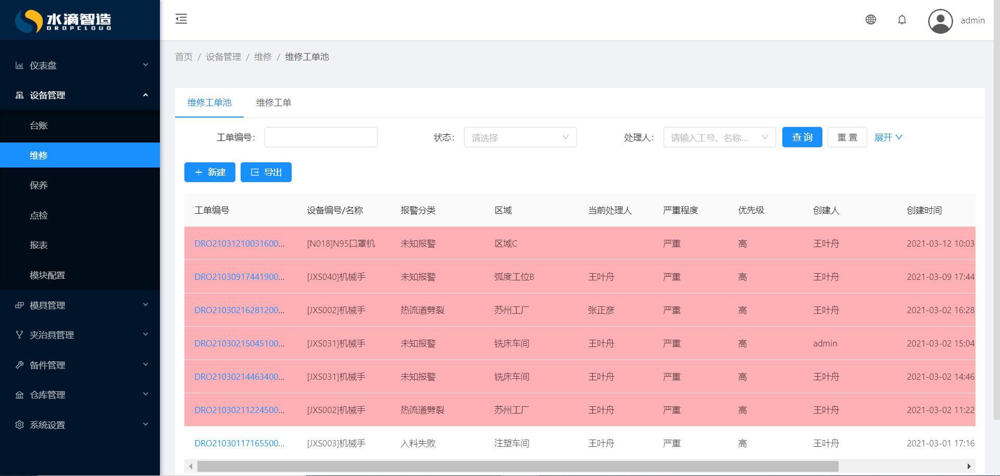 水滴智造
DROPCLOUD
admin
仪表盘
设备管理
台账
维修
保养
点检
报表
模块配置
模具管理
夹治具管理
备件管理
仓库管理
系统设置
首页 / 设备管理 / 维修 / 维修工单池
维修工单池 维修工单
工单编号: 状态: 请选择 处理人: 请输入工号、名称... 查 询 重 置 展开
新建 导出
工单编号 设备编号/名称 报警分类 区域 当前处理人 严重程度 优先级 创建人 创建时间
DRO21031210031600... [N018]N95口罩机 未知报警 区域C 严重 高 王叶舟 2021-03-12 10:03
DRO21030917441900... [JXS040]机械手 未知报警 弧度工位B 王叶舟 严重 高 王叶舟 2021-03-09 17:44
DRO21030216281200... [JXS002]机械手 热流道劈裂 苏州工厂 张正彦 严重 高 王叶舟 2021-03-02 16:28
DRO21030215045100... [JXS031]机械手 未知报警 铣床车间 王叶舟 严重 高 admin 2021-03-02 15:04
DRO21030214463400... [JXS031]机械手 未知报警 铣床车间 王叶舟 严重 高 王叶舟 2021-03-02 14:46
DRO21030211224500... [JXS002]机械手 热流道劈裂 苏州工厂 王叶舟 严重 高 王叶舟 2021-03-02 11:22
DRO21030117165500... [JXS003]机械手 入料失败 注塑车间 王叶舟 严重 高 王叶舟 2021-03-01 17:16